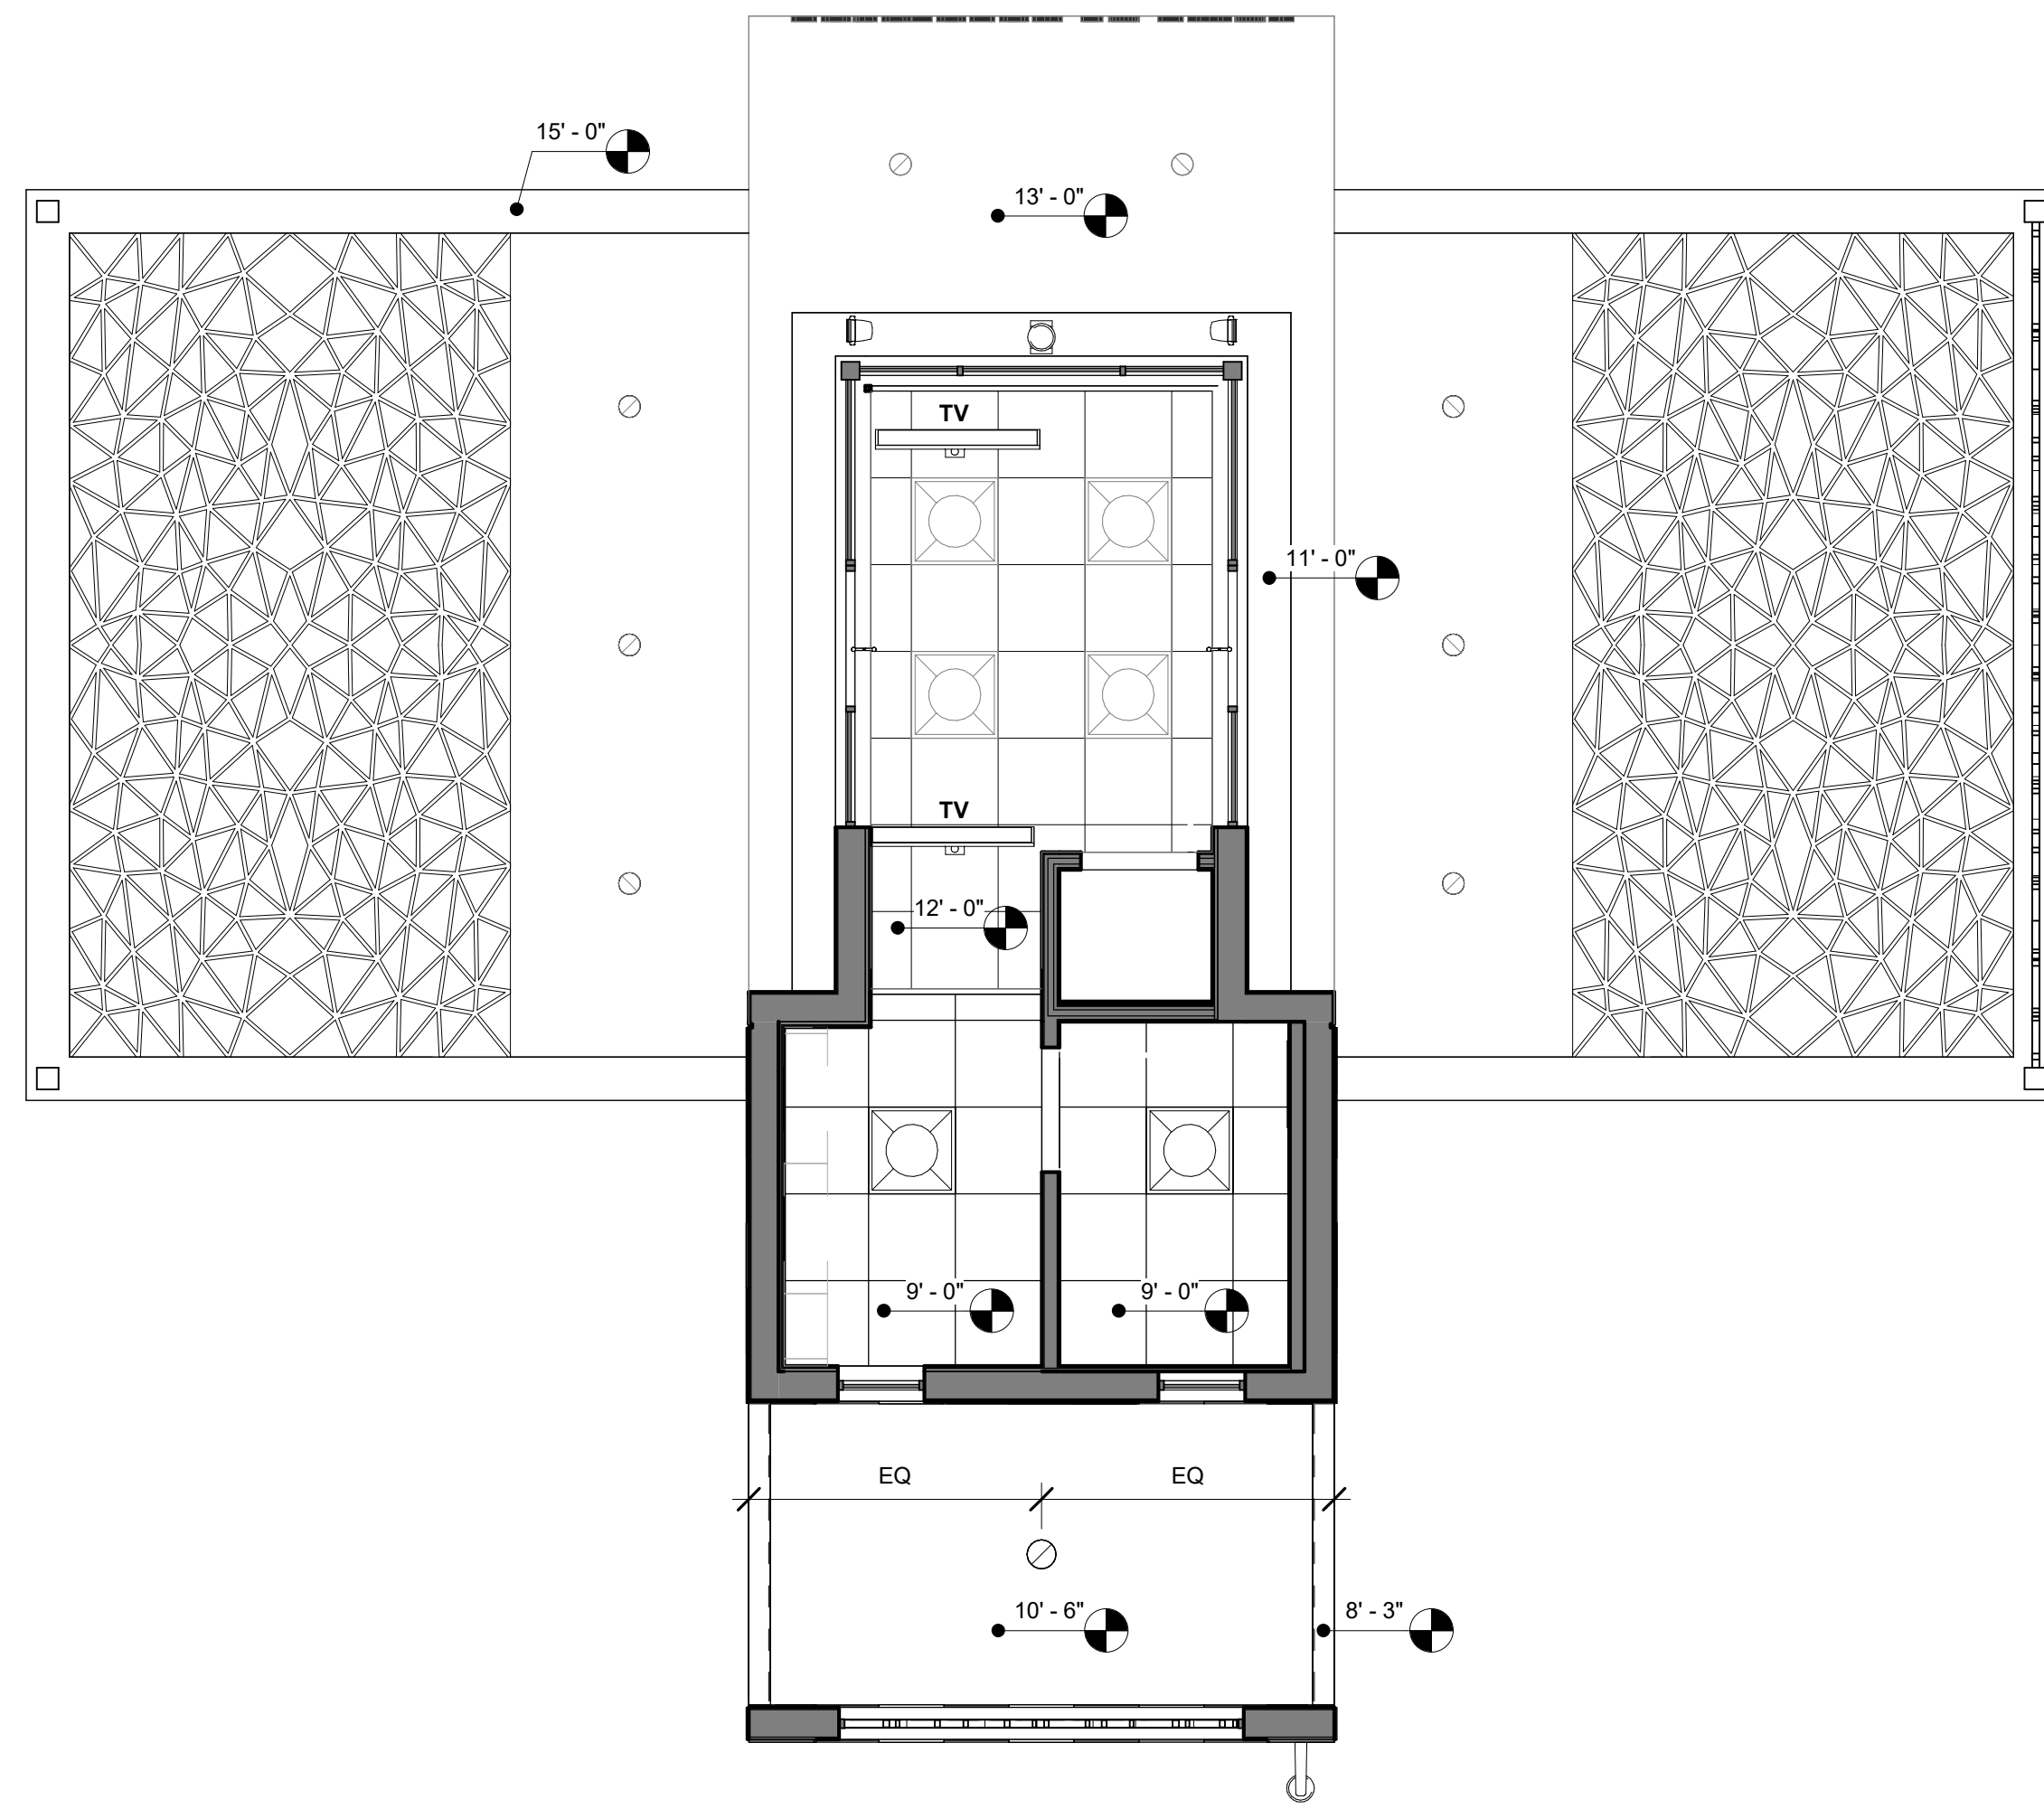 15' - 0"
13' - 0"
TV
11' - 0"
TV
12' - 0"
9' - 0"
9' - 0"
EQ
EQ
10' - 6"
8' - 3"